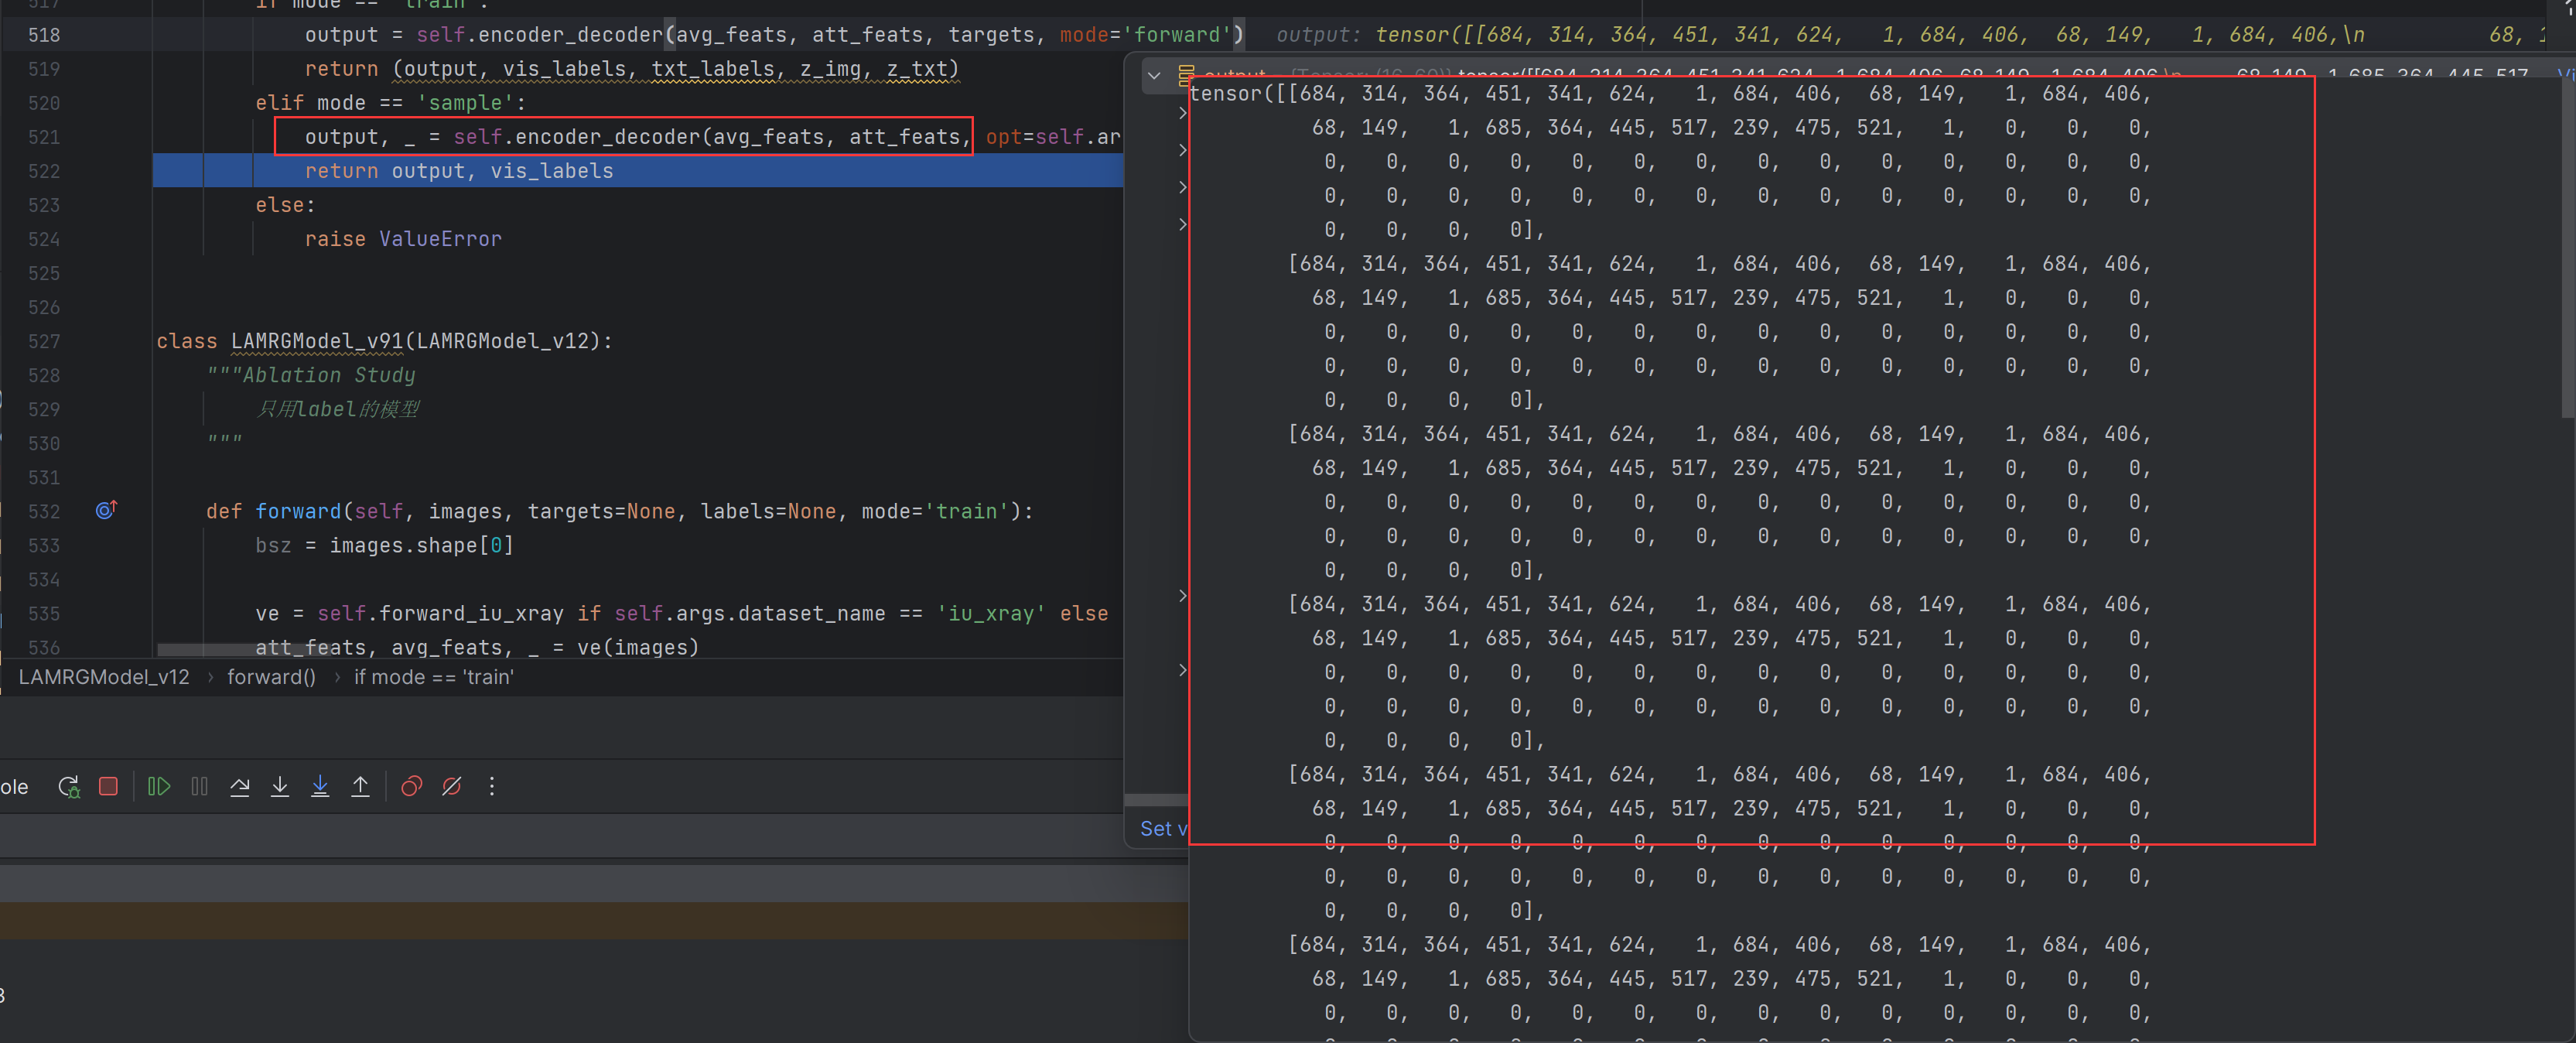 517 if mode == 'train':
518 output = self.encoder_decoder(avg_feats, att_feats, targets, mode='forward') output: tensor([[684, 314, 364, 451, 341, 624, 1, 684, 406, 68, 149, 1, 684, 406,\n 68, 1
519 return (output, vis_labels, txt_labels, z_img, z_txt)
520 elif mode == 'sample':
521 output, _ = self.encoder_decoder(avg_feats, att_feats, opt=self.ar
522 return output, vis_labels
523 else:
524 raise ValueError
525
526
527 class LAMRGModel_v91(LAMRGModel_v12):
528 """Ablation Study
529 只用label的模型
530 """
531
532 def forward(self, images, targets=None, labels=None, mode='train'):
533 bsz = images.shape[0]
534
535 ve = self.forward_iu_xray if self.args.dataset_name == 'iu_xray' else
536 att_feats, avg_feats, _ = ve(images)
LAMRGModel_v12 › forward() › if mode == 'train'
ole
Set v
tensor([[684, 314, 364, 451, 341, 624, 1, 684, 406, 68, 149, 1, 684, 406,
68, 149, 1, 685, 364, 445, 517, 239, 475, 521, 1, 0, 0, 0,
0, 0, 0, 0, 0, 0, 0, 0, 0, 0, 0, 0, 0, 0,
0, 0, 0, 0, 0, 0, 0, 0, 0, 0, 0, 0, 0, 0,
0, 0, 0, 0],
[684, 314, 364, 451, 341, 624, 1, 684, 406, 68, 149, 1, 684, 406,
68, 149, 1, 685, 364, 445, 517, 239, 475, 521, 1, 0, 0, 0,
0, 0, 0, 0, 0, 0, 0, 0, 0, 0, 0, 0, 0, 0,
0, 0, 0, 0, 0, 0, 0, 0, 0, 0, 0, 0, 0, 0,
0, 0, 0, 0],
[684, 314, 364, 451, 341, 624, 1, 684, 406, 68, 149, 1, 684, 406,
68, 149, 1, 685, 364, 445, 517, 239, 475, 521, 1, 0, 0, 0,
0, 0, 0, 0, 0, 0, 0, 0, 0, 0, 0, 0, 0, 0,
0, 0, 0, 0, 0, 0, 0, 0, 0, 0, 0, 0, 0, 0,
0, 0, 0, 0],
[684, 314, 364, 451, 341, 624, 1, 684, 406, 68, 149, 1, 684, 406,
68, 149, 1, 685, 364, 445, 517, 239, 475, 521, 1, 0, 0, 0,
0, 0, 0, 0, 0, 0, 0, 0, 0, 0, 0, 0, 0, 0,
0, 0, 0, 0, 0, 0, 0, 0, 0, 0, 0, 0, 0, 0,
0, 0, 0, 0],
[684, 314, 364, 451, 341, 624, 1, 684, 406, 68, 149, 1, 684, 406,
68, 149, 1, 685, 364, 445, 517, 239, 475, 521, 1, 0, 0, 0,
0, 0, 0, 0, 0, 0, 0, 0, 0, 0, 0, 0, 0, 0,
0, 0, 0, 0, 0, 0, 0, 0, 0, 0, 0, 0, 0, 0,
0, 0, 0, 0],
[684, 314, 364, 451, 341, 624, 1, 684, 406, 68, 149, 1, 684, 406,
68, 149, 1, 685, 364, 445, 517, 239, 475, 521, 1, 0, 0, 0,
0, 0, 0, 0, 0, 0, 0, 0, 0, 0, 0, 0, 0, 0,